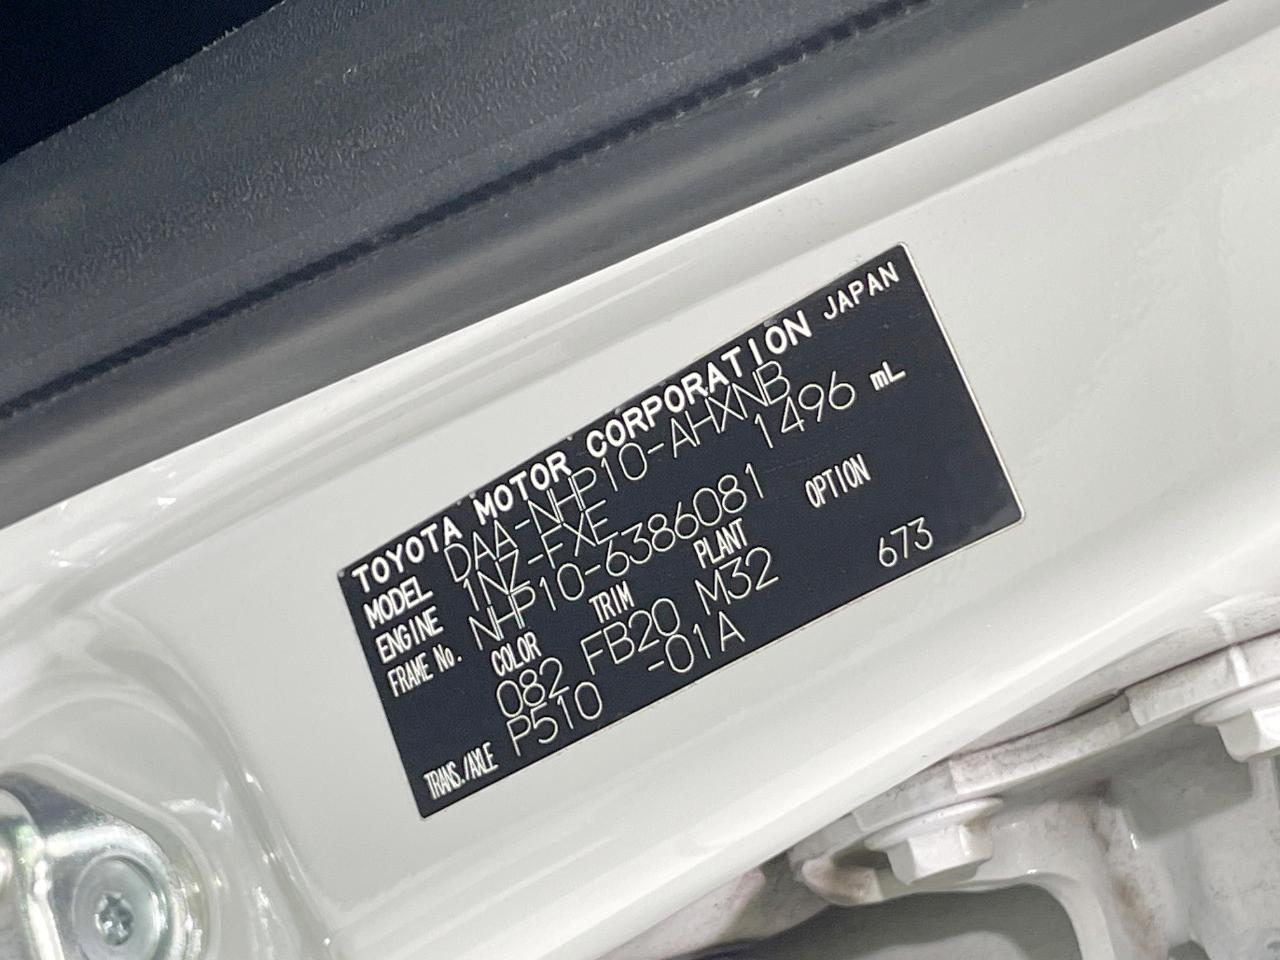 TOYOTA MOTOR CORPORATION JAPAN
MODEL DAA-NHP10-AHXNB
ENGINE 1NZ-FXE 1496 mL
FRAME No. NHP10-6386081
COLOR TRIM PLANT OPTION
082 FB20 M32 673
TRANS./AXLE P510 -01A